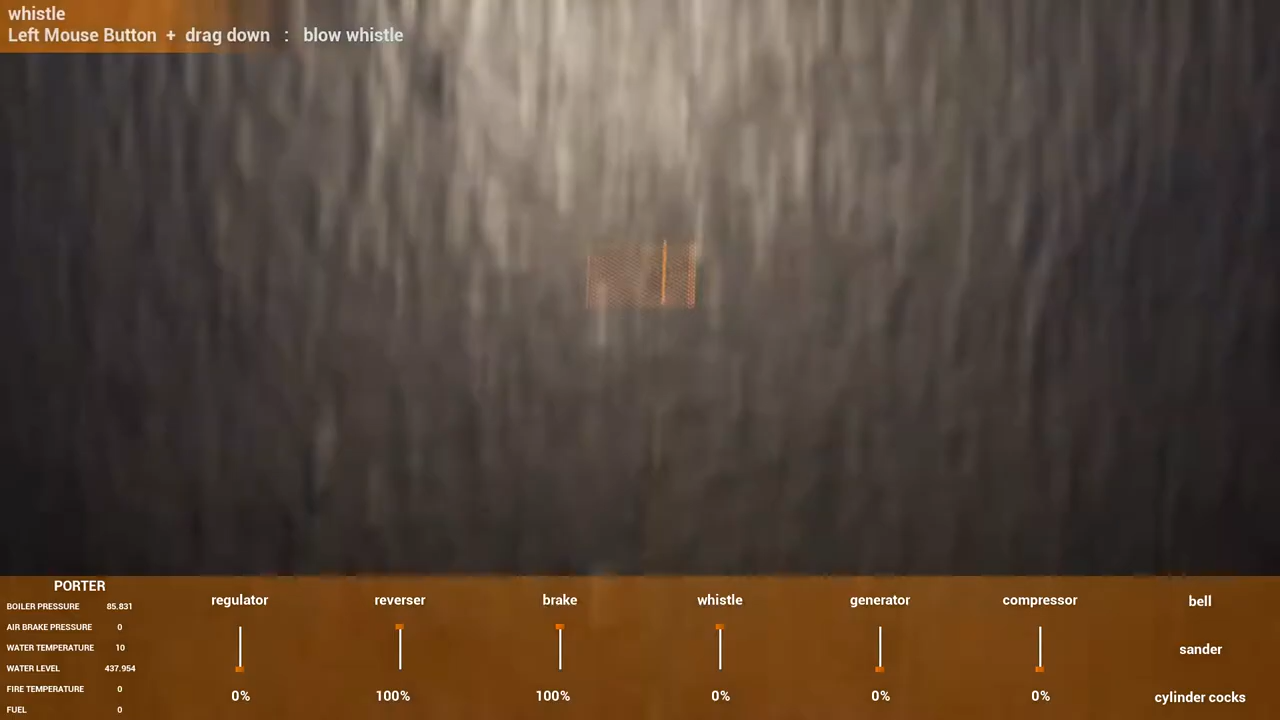 whistle
Left Mouse Button + drag down : blow whistle
PORTER
BOILER PRESSURE 85.831
AIR BRAKE PRESSURE 0
WATER TEMPERATURE 10
WATER LEVEL 437.954
FIRE TEMPERATURE 0
FUEL 0
regulator reverser brake whistle generator compressor bell
sander
0% 100% 100% 0% 0% 0% cylinder cocks